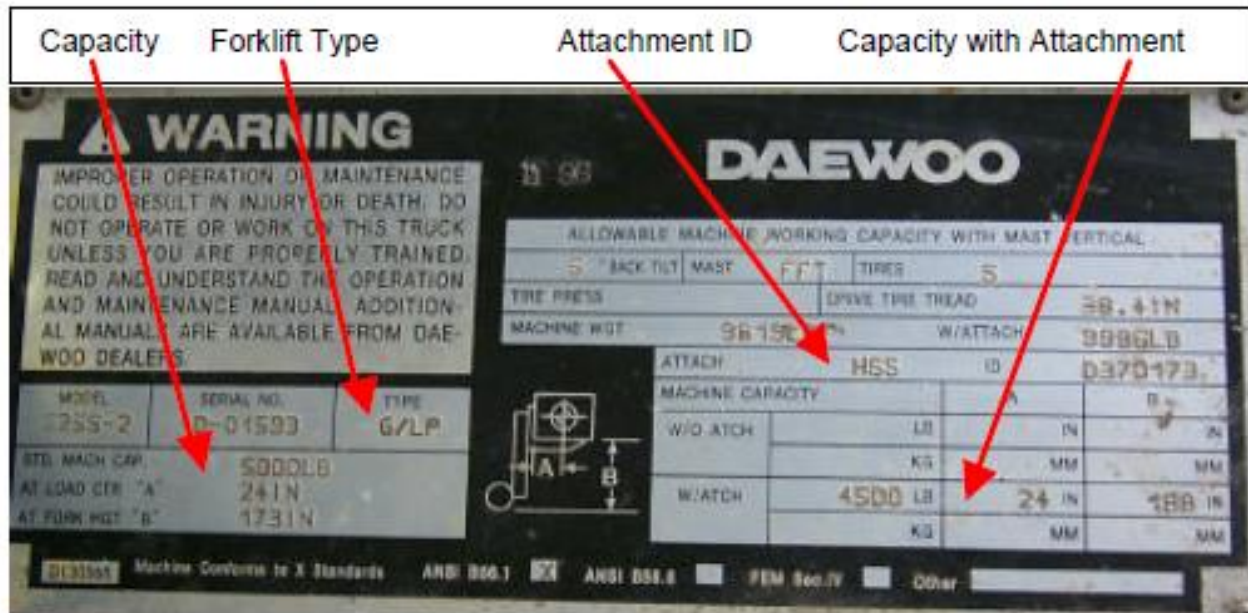 Capacity Forklift Type Attachment ID Capacity with Attachment
WARNING
IMPROPER OPERATION OR MAINTENANCE
COULD RESULT IN INJURY OR DEATH. DO
NOT OPERATE OR WORK ON THIS TRUCK
UNLESS YOU ARE PROPERLY TRAINED.
READ AND UNDERSTAND THE OPERATION
AND MAINTENANCE MANUAL. ADDITION-
AL MANUALS ARE AVAILABLE FROM DAE-
WOO DEALERS.
MODEL SERIAL NO. TYPE
G/LP
STD. MACH CAP. 5000LB
AT LOAD CTR "A" 24IN
AT FORK HGT "B" 173IN
DAEWOO
ALLOWABLE MACHINE WORKING CAPACITY WITH MAST VERTICAL
5 ° BACK TILT MAST FFT TIRES S
TIRE PRESS DRIVE TIRE TREAD 38.4IN
MACHINE WGT W/ATTACH
ATTACH HSS ID D370173
MACHINE CAPACITY A B
W/O ATCH LB IN IN
KG MM MM
W/ATCH 4500 LB 24 IN 188 IN
KG MM MM
A
B
Machine Conforms to X Standards ANSI B56.1 X ANSI FEM Sec.IV Other